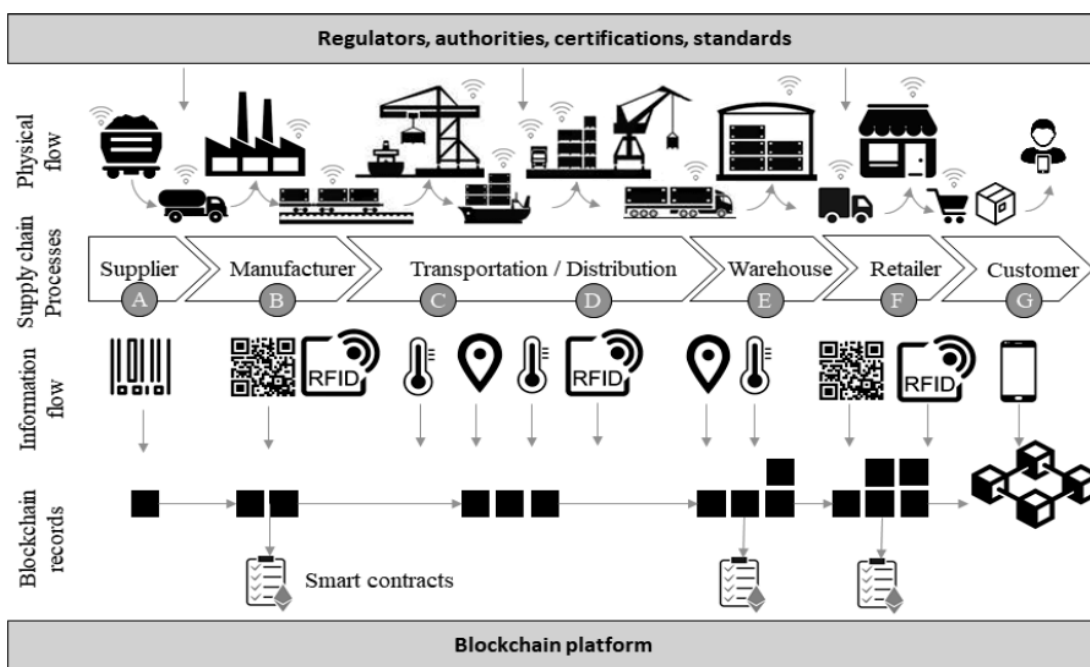 Regulators, authorities, certifications, standards
Physical
flow
Supply chain
Processes
Supplier
Manufacturer
Transportation / Distribution
Warehouse
Retailer
Customer
A
B
C
D
E
F
G
Information
flow
RFID
RFID
RFID
Blockchain
records
Smart contracts
Blockchain platform